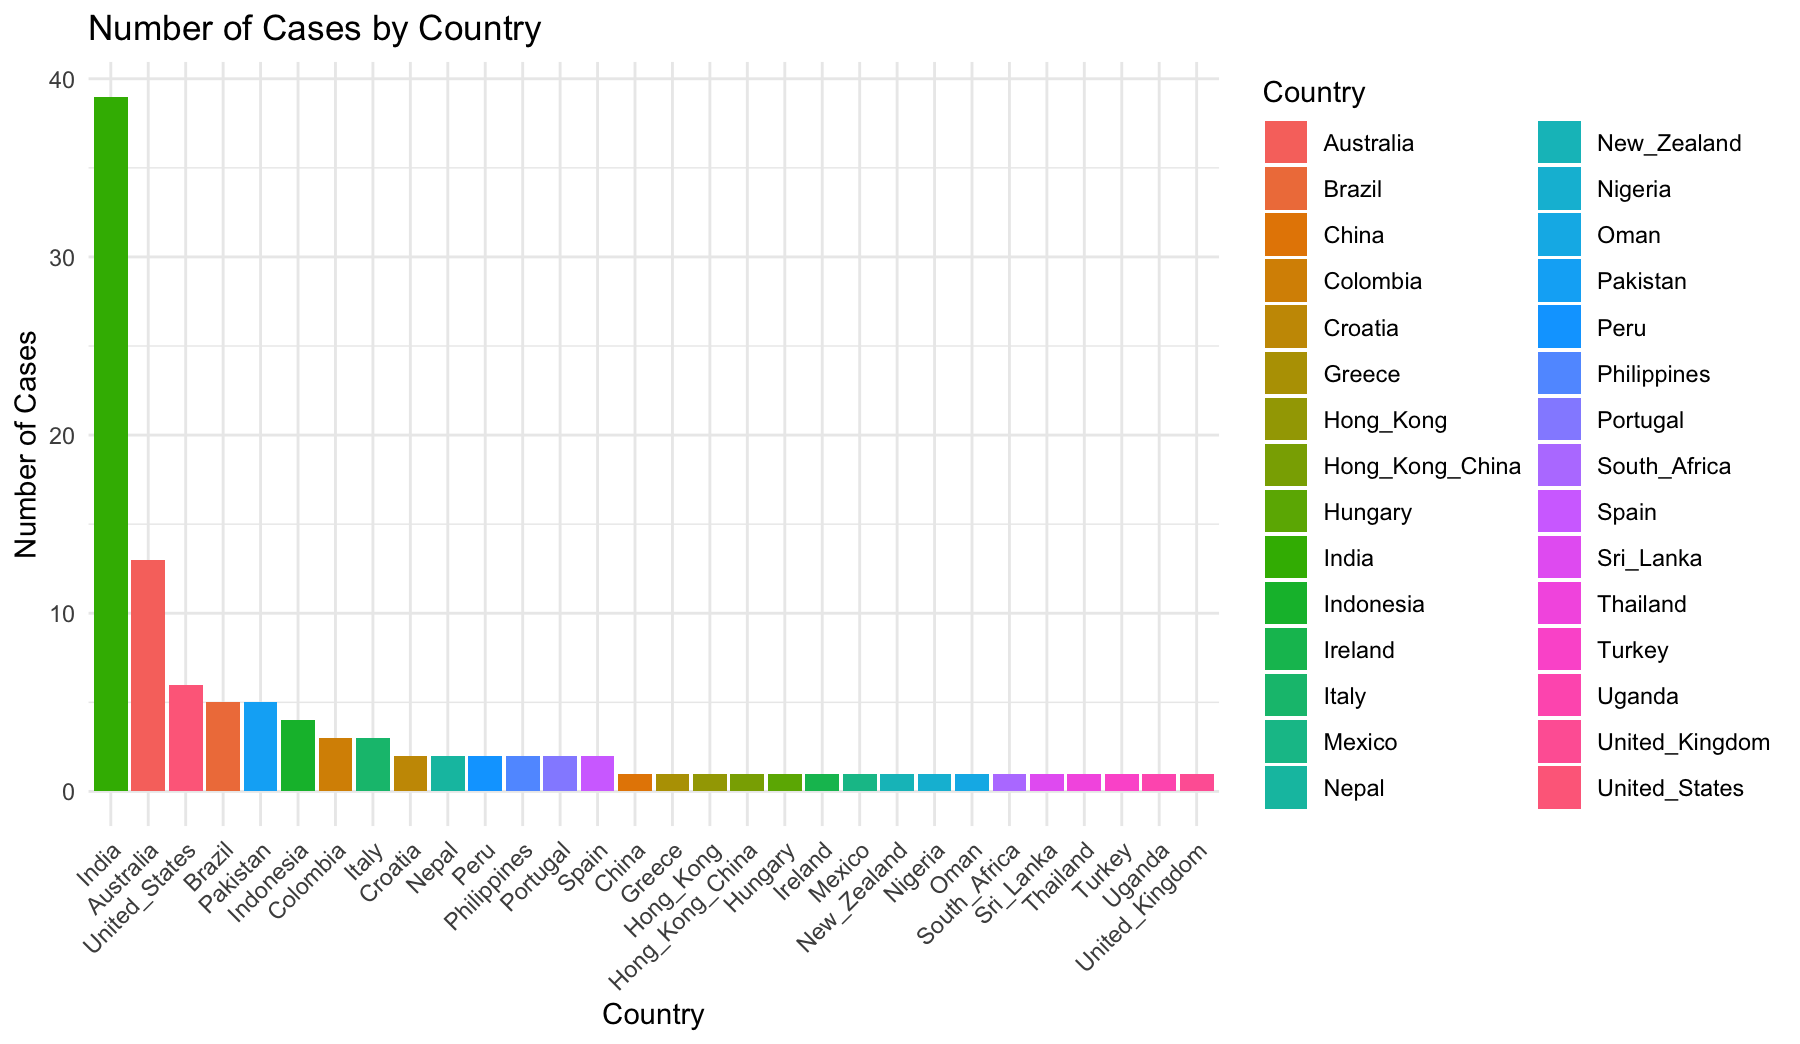 Number of Cases by Country
Number of Cases
40
30
20
10
0
India
Australia
United_States
Brazil
Pakistan
Indonesia
Colombia
Italy
Croatia
Nepal
Peru
Philippines
Portugal
Spain
China
Greece
Hong_Kong
Hong_Kong_China
Hungary
Ireland
Mexico
New_Zealand
Nigeria
Oman
South_Africa
Sri_Lanka
Thailand
Turkey
Uganda
United_Kingdom
Country
Country
Australia
Brazil
China
Colombia
Croatia
Greece
Hong_Kong
Hong_Kong_China
Hungary
India
Indonesia
Ireland
Italy
Mexico
Nepal
New_Zealand
Nigeria
Oman
Pakistan
Peru
Philippines
Portugal
South_Africa
Spain
Sri_Lanka
Thailand
Turkey
Uganda
United_Kingdom
United_States